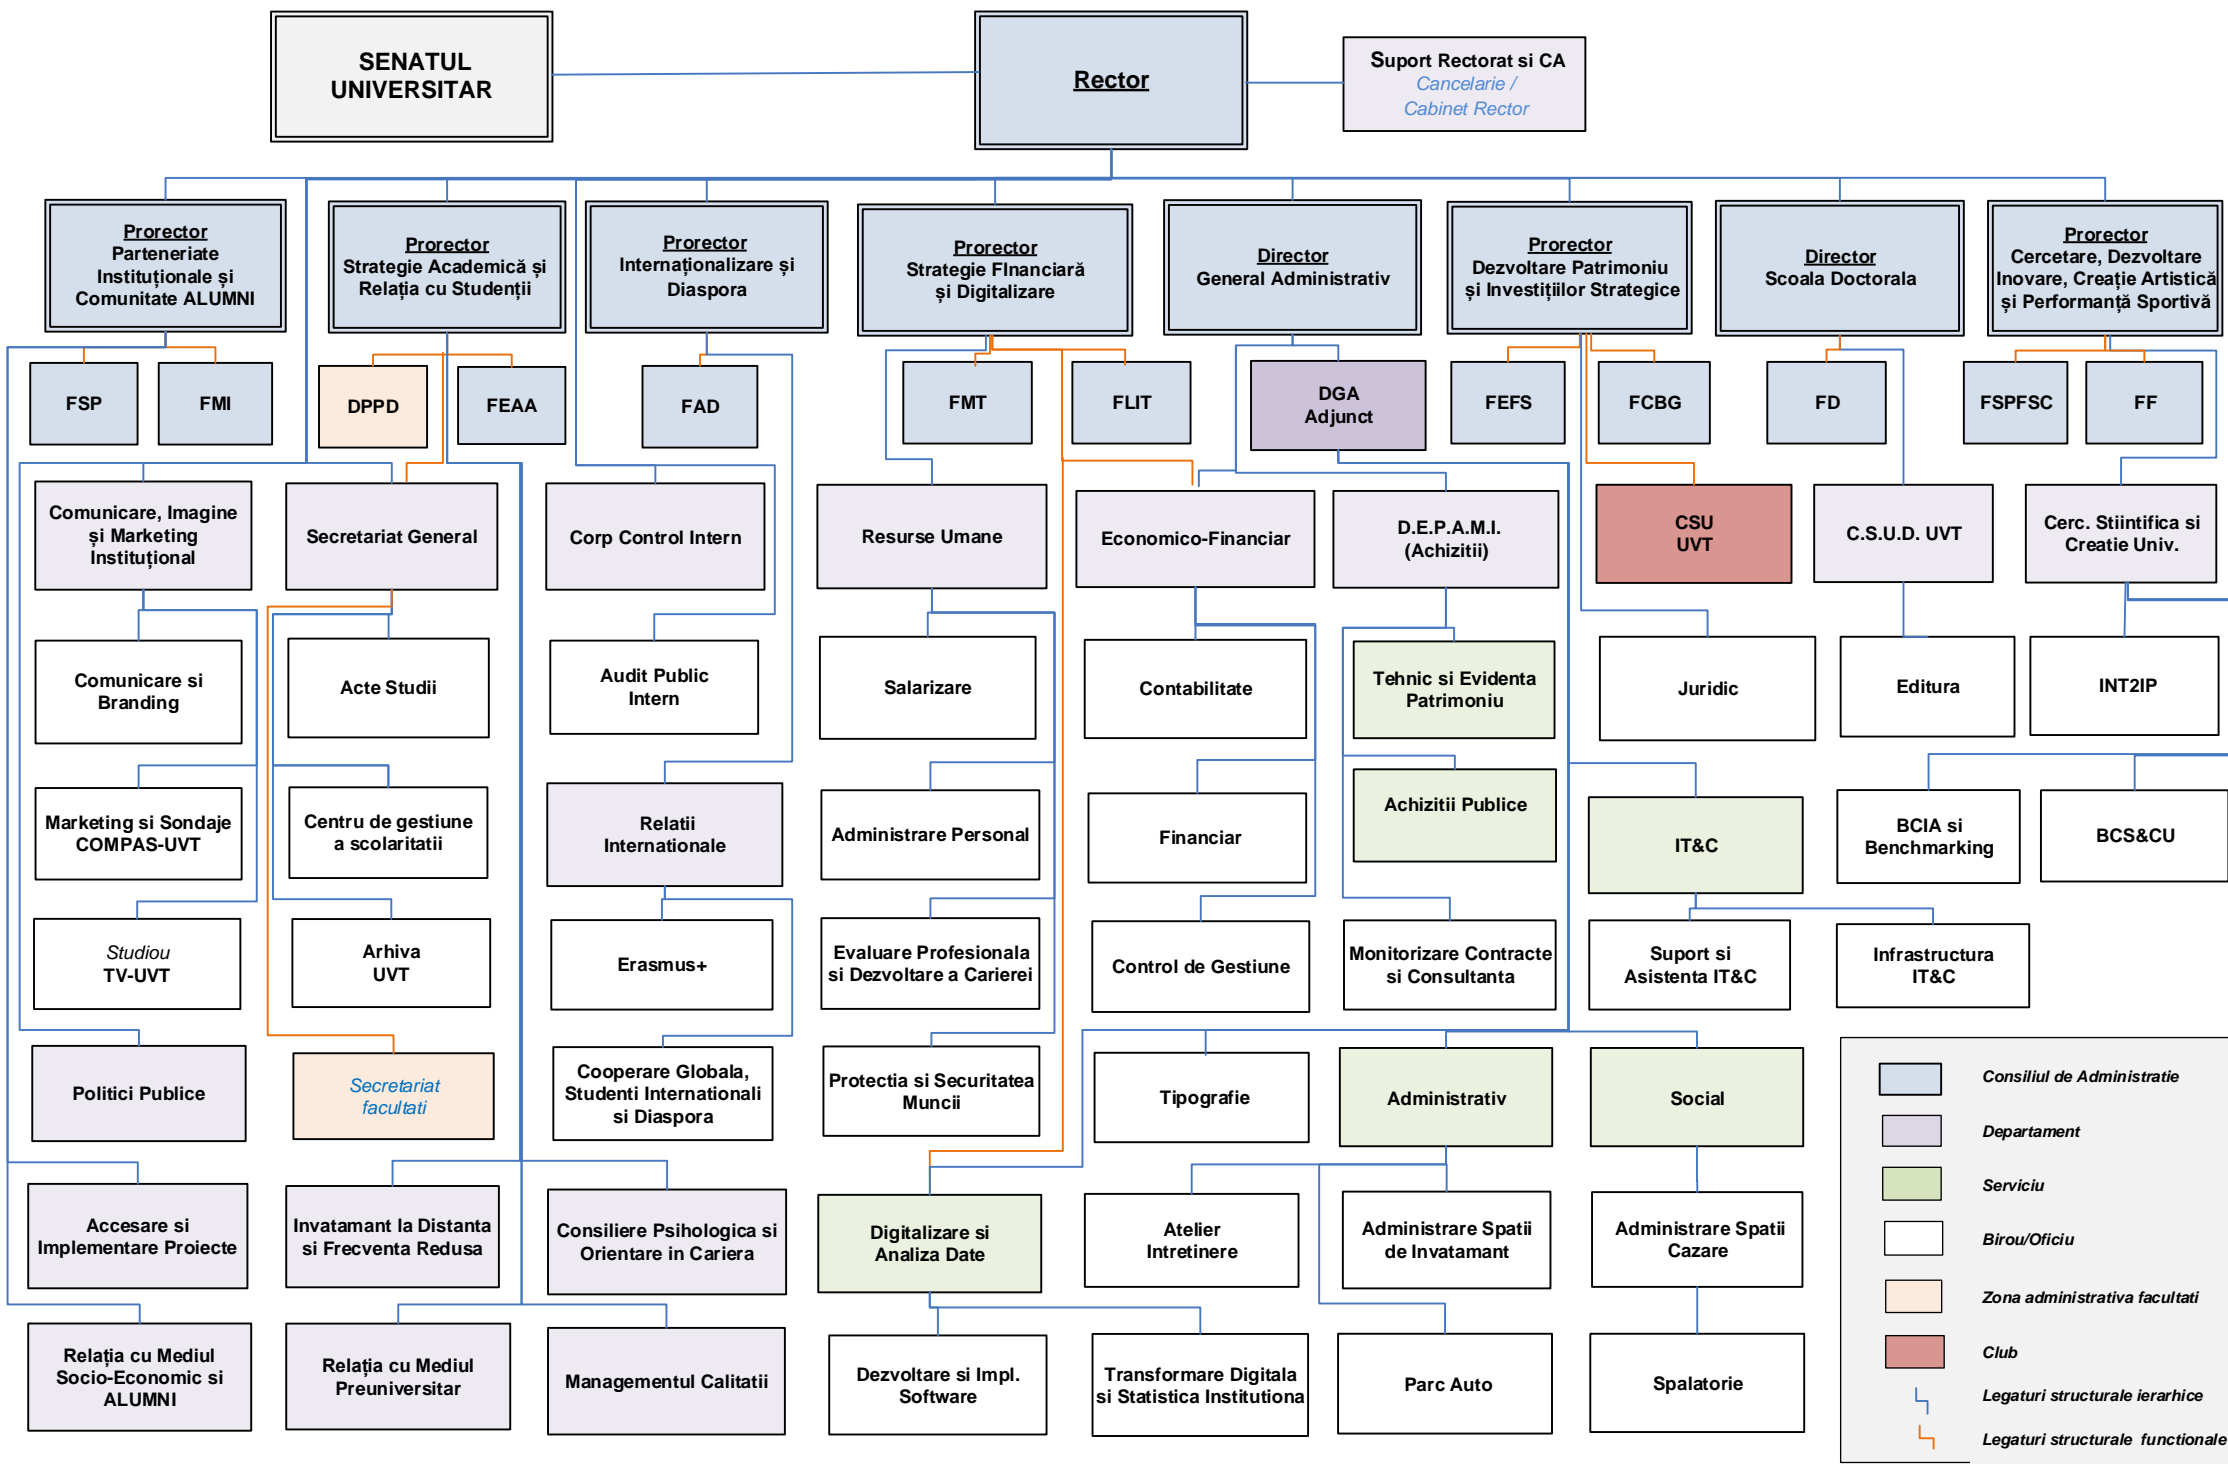 SENATUL
UNIVERSITAR
Rector
Suport Rectorat si CA
Cancelarie /
Cabinet Rector
Prorector
Parteneriate
Instituționale și
Comunitate ALUMNI
Prorector
Strategie Academică și
Relația cu Studenții
Prorector
Internaționalizare și
Diaspora
Prorector
Strategie FInanciară
și Digitalizare
Director
General Administrativ
Prorector
Dezvoltare Patrimoniu
și Investițiilor Strategice
Director
Scoala Doctorala
Prorector
Cercetare, Dezvoltare
Inovare, Creație Artistică
și Performanță Sportivă
FSP
FMI
DPPD
FEAA
FAD
FMT
FLIT
DGA
Adjunct
FEFS
FCBG
FD
FSPFSC
FF
Comunicare, Imagine
și Marketing
Instituțional
Secretariat General
Corp Control Intern
Resurse Umane
Economico-Financiar
D.E.P.A.M.I.
(Achizitii)
CSU
UVT
C.S.U.D. UVT
Cerc. Stiintifica si
Creatie Univ.
Comunicare si
Branding
Acte Studii
Audit Public
Intern
Salarizare
Contabilitate
Tehnic si Evidenta
Patrimoniu
Juridic
Editura
INT2IP
Marketing si Sondaje
COMPAS-UVT
Centru de gestiune
a scolaritatii
Relatii
Internationale
Administrare Personal
Financiar
Achizitii Publice
IT&C
BCIA si
Benchmarking
BCS&CU
Studiou
TV-UVT
Arhiva
UVT
Erasmus+
Evaluare Profesionala
si Dezvoltare a Carierei
Control de Gestiune
Monitorizare Contracte
si Consultanta
Suport si
Asistenta IT&C
Infrastructura
IT&C
Politici Publice
Secretariat
facultati
Cooperare Globala,
Studenti Internationali
si Diaspora
Protectia si Securitatea
Muncii
Tipografie
Administrativ
Social
Accesare si
Implementare Proiecte
Invatamant la Distanta
si Frecventa Redusa
Consiliere Psihologica si
Orientare in Cariera
Digitalizare si
Analiza Date
Atelier
Intretinere
Administrare Spatii
de Invatamant
Administrare Spatii
Cazare
Relația cu Mediul
Socio-Economic si
ALUMNI
Relația cu Mediul
Preuniversitar
Managementul Calitatii
Dezvoltare si Impl.
Software
Transformare Digitala
si Statistica Institutiona
Parc Auto
Spalatorie
Consiliul de Administratie
Departament
Serviciu
Birou/Oficiu
Zona administrativa facultati
Club
Legaturi structurale ierarhice
Legaturi structurale functionale